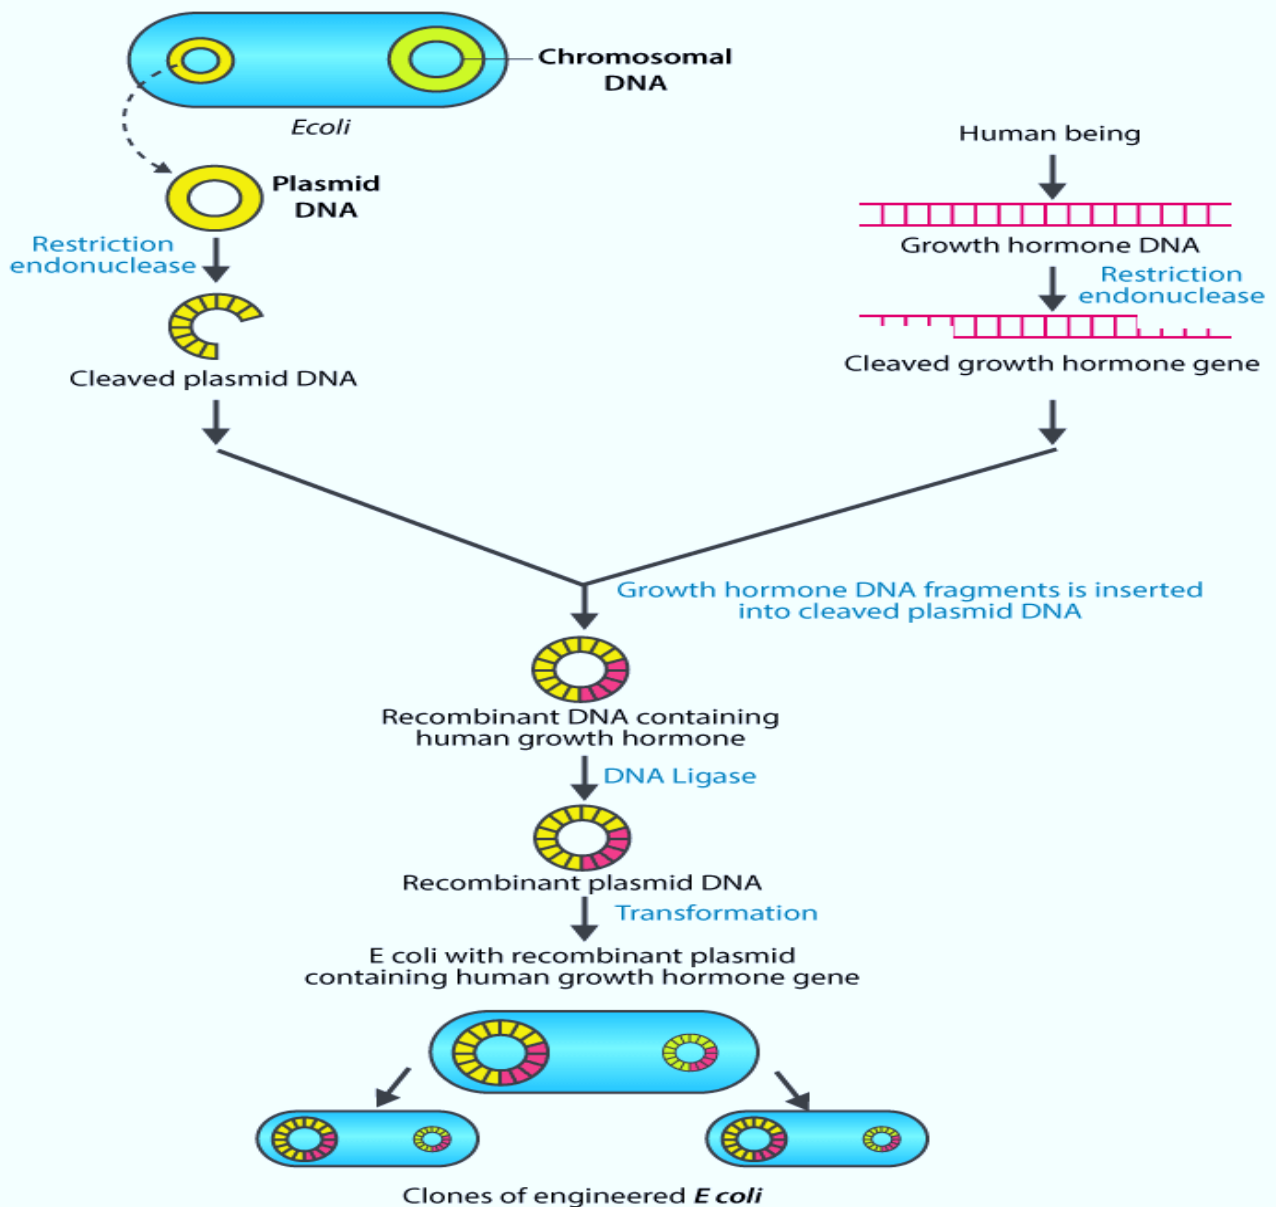 Chromosomal
DNA
Ecoli
Human being
Plasmid
DNA
Growth hormone DNA
Restriction
endonuclease
Restriction
endonuclease
Cleaved plasmid DNA
Cleaved growth hormone gene
Growth hormone DNA fragments is inserted
into cleaved plasmid DNA
Recombinant DNA containing
human growth hormone
DNA Ligase
Recombinant plasmid DNA
Transformation
E coli with recombinant plasmid
containing human growth hormone gene
Clones of engineered E coli